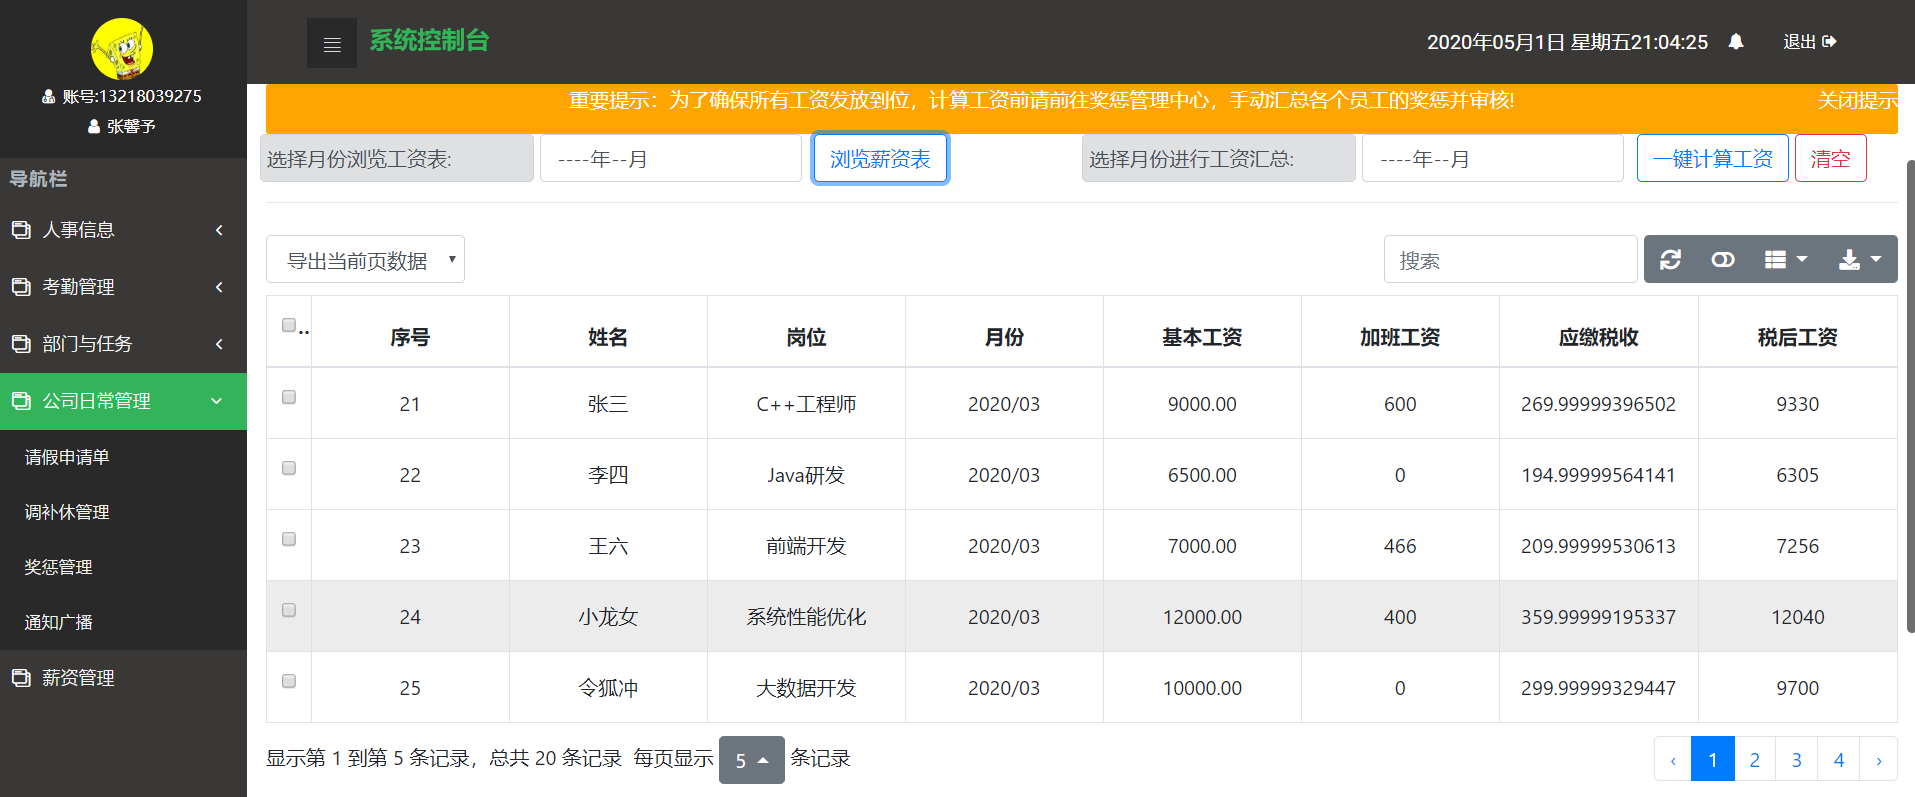 账号:13218039275
张馨予
导航栏
人事信息
考勤管理
部门与任务
公司日常管理
请假申请单
调补休管理
奖惩管理
通知广播
薪资管理
系统控制台
2020年05月1日 星期五21:04:25
退出
重要提示：为了确保所有工资发放到位，计算工资前请前往奖惩管理中心，手动汇总各个员工的奖惩并审核!
关闭提示
选择月份浏览工资表: ----年--月 浏览薪资表 选择月份进行工资汇总: ----年--月 一键计算工资 清空
导出当前页数据 搜索
.. 序号 姓名 岗位 月份 基本工资 加班工资 应缴税收 税后工资
21 张三 C++工程师 2020/03 9000.00 600 269.99999396502 9330
22 李四 Java研发 2020/03 6500.00 0 194.99999564141 6305
23 王六 前端开发 2020/03 7000.00 466 209.99999530613 7256
24 小龙女 系统性能优化 2020/03 12000.00 400 359.99999195337 12040
25 令狐冲 大数据开发 2020/03 10000.00 0 299.99999329447 9700
显示第 1 到第 5 条记录，总共 20 条记录 每页显示 5 条记录
‹ 1 2 3 4 ›